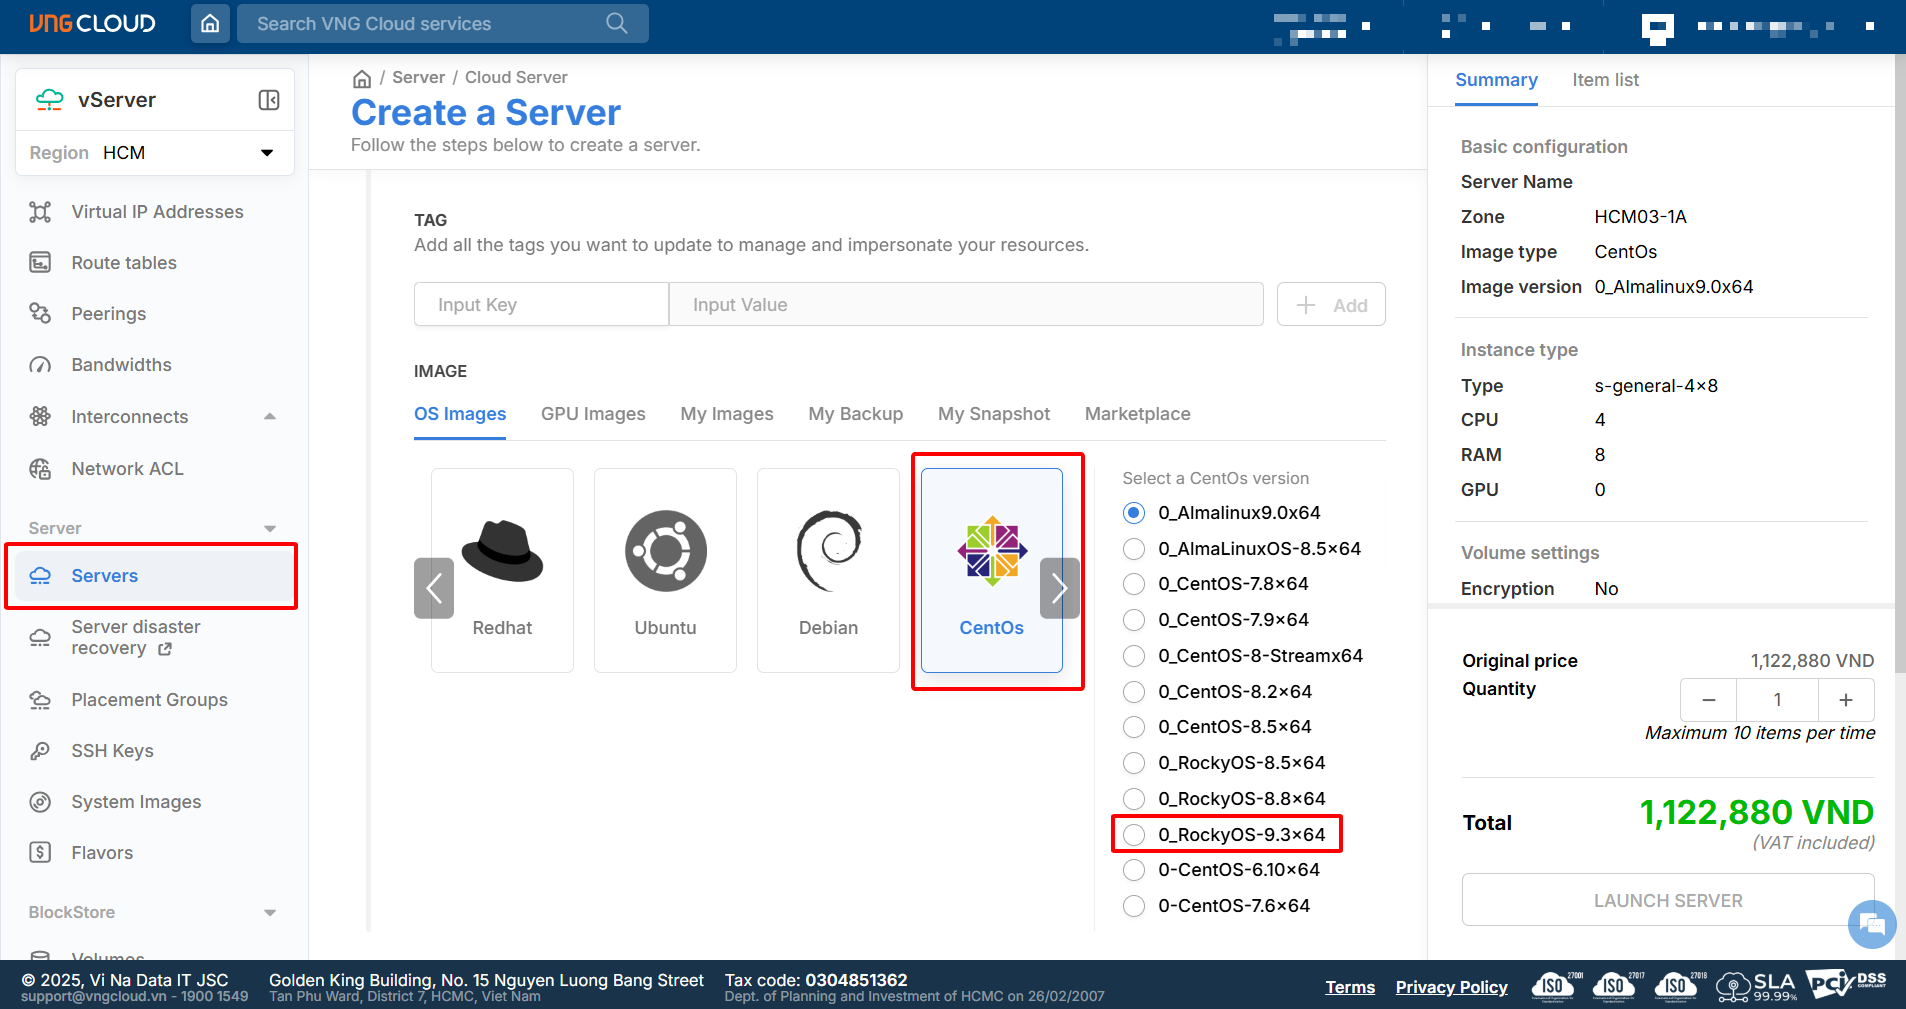 VNG CLOUD
Search VNG Cloud services
vServer
Region HCM
Virtual IP Addresses
Route tables
Peerings
Bandwidths
Interconnects
Network ACL
Server
Servers
Server disaster
recovery
Placement Groups
SSH Keys
System Images
Flavors
BlockStore
Volumes
/ Server / Cloud Server
Create a Server
Follow the steps below to create a server.
TAG
Add all the tags you want to update to manage and impersonate your resources.
Input Key
Input Value
+ Add
IMAGE
OS Images
GPU Images
My Images
My Backup
My Snapshot
Marketplace
Redhat
Ubuntu
Debian
CentOs
Select a CentOs version
0_Almalinux9.0x64
0_AlmaLinuxOS-8.5x64
0_CentOS-7.8x64
0_CentOS-7.9x64
0_CentOS-8-Streamx64
0_CentOS-8.2x64
0_CentOS-8.5x64
0_RockyOS-8.5x64
0_RockyOS-8.8x64
0_RockyOS-9.3x64
0-CentOS-6.10x64
0-CentOS-7.6x64
Summary
Item list
Basic configuration
Server Name
Zone HCM03-1A
Image type CentOs
Image version 0_Almalinux9.0x64
Instance type
Type s-general-4x8
CPU 4
RAM 8
GPU 0
Volume settings
Encryption No
Original price 1,122,880 VND
Quantity
− 1 +
Maximum 10 items per time
Total 1,122,880 VND
(VAT included)
LAUNCH SERVER
© 2025, Vi Na Data IT JSC
support@vngcloud.vn - 1900 1549
Golden King Building, No. 15 Nguyen Luong Bang Street
Tan Phu Ward, District 7, HCMC, Viet Nam
Tax code: 0304851362
Dept. of Planning and Investment of HCMC on 26/02/2007
Terms
Privacy Policy
ISO 27001
ISO 27017
ISO 27018
SLA
99.99%
PCI DSS
COMPLIANT